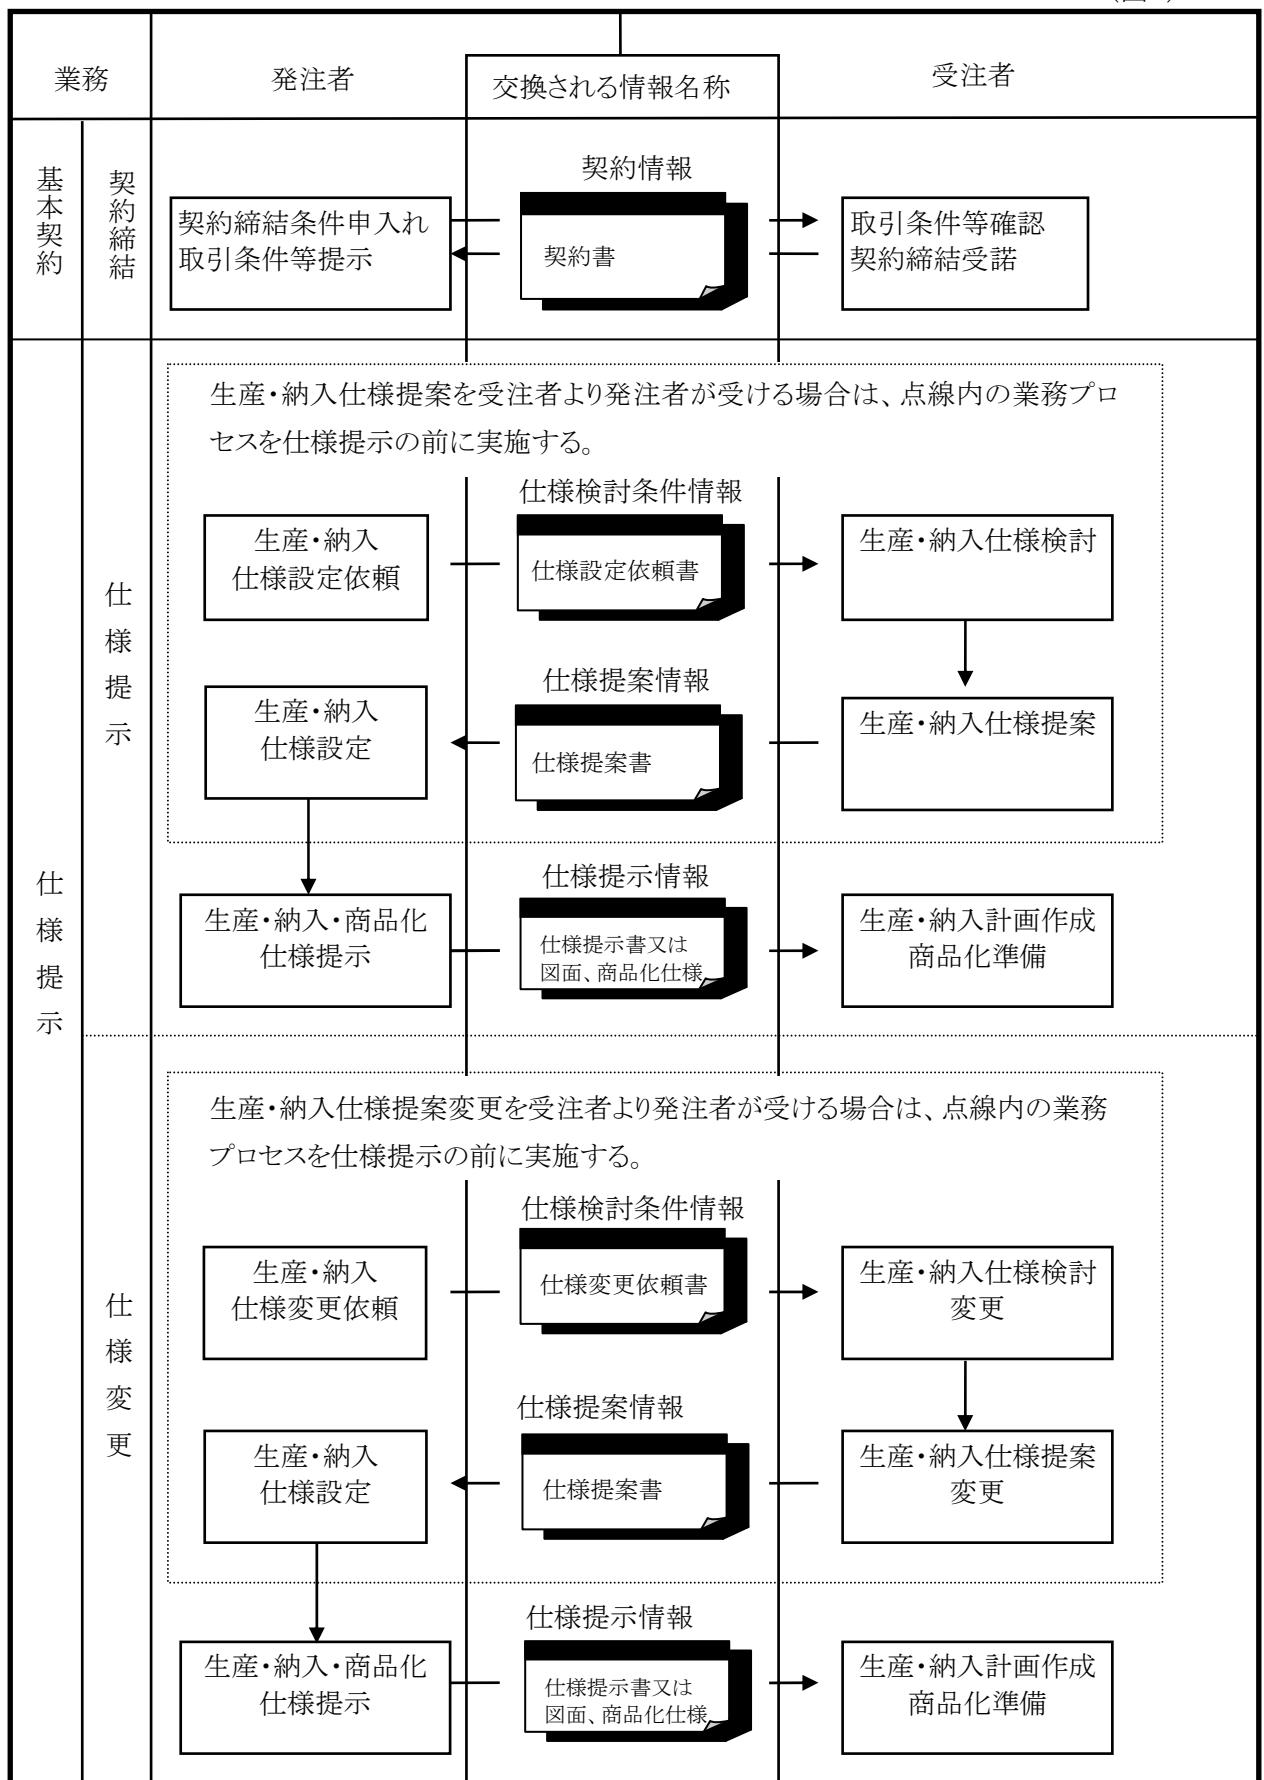 業務
発注者
交換される情報名称
受注者
基本契約
契約締結
契約情報
契約締結条件申入れ
取引条件等提示
契約書
取引条件等確認
契約締結受諾
仕様提示
仕様提示
生産・納入仕様提案を受注者より発注者が受ける場合は、点線内の業務プロ
セスを仕様提示の前に実施する。
仕様検討条件情報
生産・納入
仕様設定依頼
仕様設定依頼書
生産・納入仕様検討
仕様提案情報
生産・納入
仕様設定
仕様提案書
生産・納入仕様提案
仕様提示情報
生産・納入・商品化
仕様提示
仕様提示書又は
図面、商品化仕様
生産・納入計画作成
商品化準備
仕様変更
生産・納入仕様提案変更を受注者より発注者が受ける場合は、点線内の業務
プロセスを仕様提示の前に実施する。
仕様検討条件情報
生産・納入
仕様変更依頼
仕様変更依頼書
生産・納入仕様検討
変更
仕様提案情報
生産・納入
仕様設定
仕様提案書
生産・納入仕様提案
変更
仕様提示情報
生産・納入・商品化
仕様提示
仕様提示書又は
図面、商品化仕様
生産・納入計画作成
商品化準備